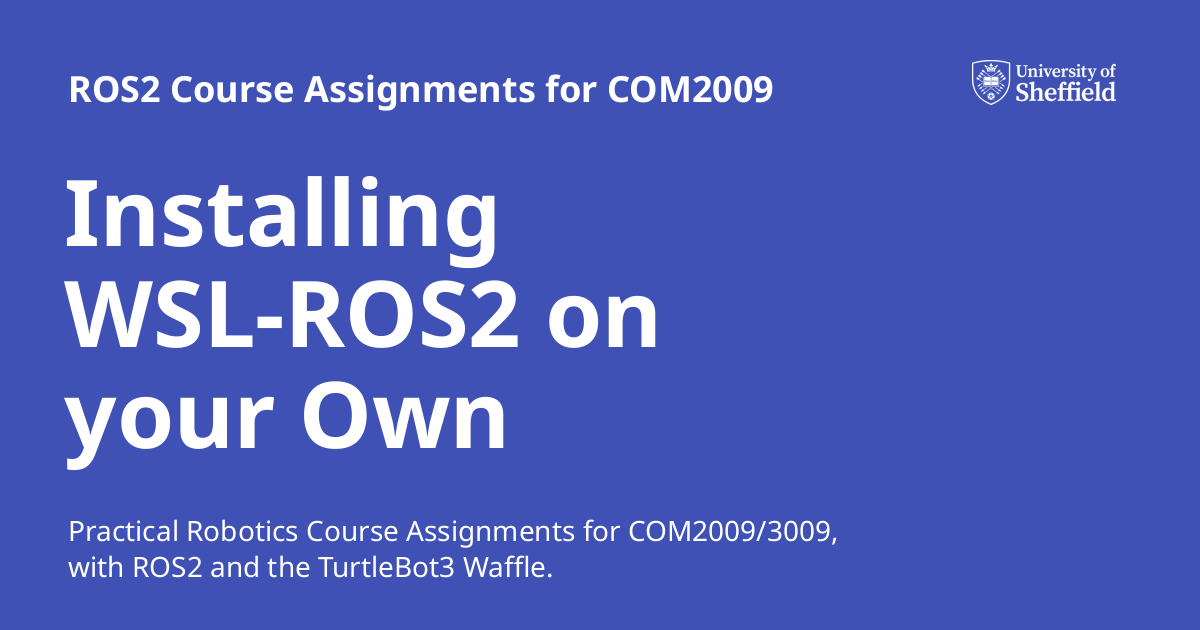 ROS2 Course Assignments for COM2009
University of
Sheffield
Installing
WSL-ROS2 on
your Own
Practical Robotics Course Assignments for COM2009/3009,
with ROS2 and the TurtleBot3 Waffle.